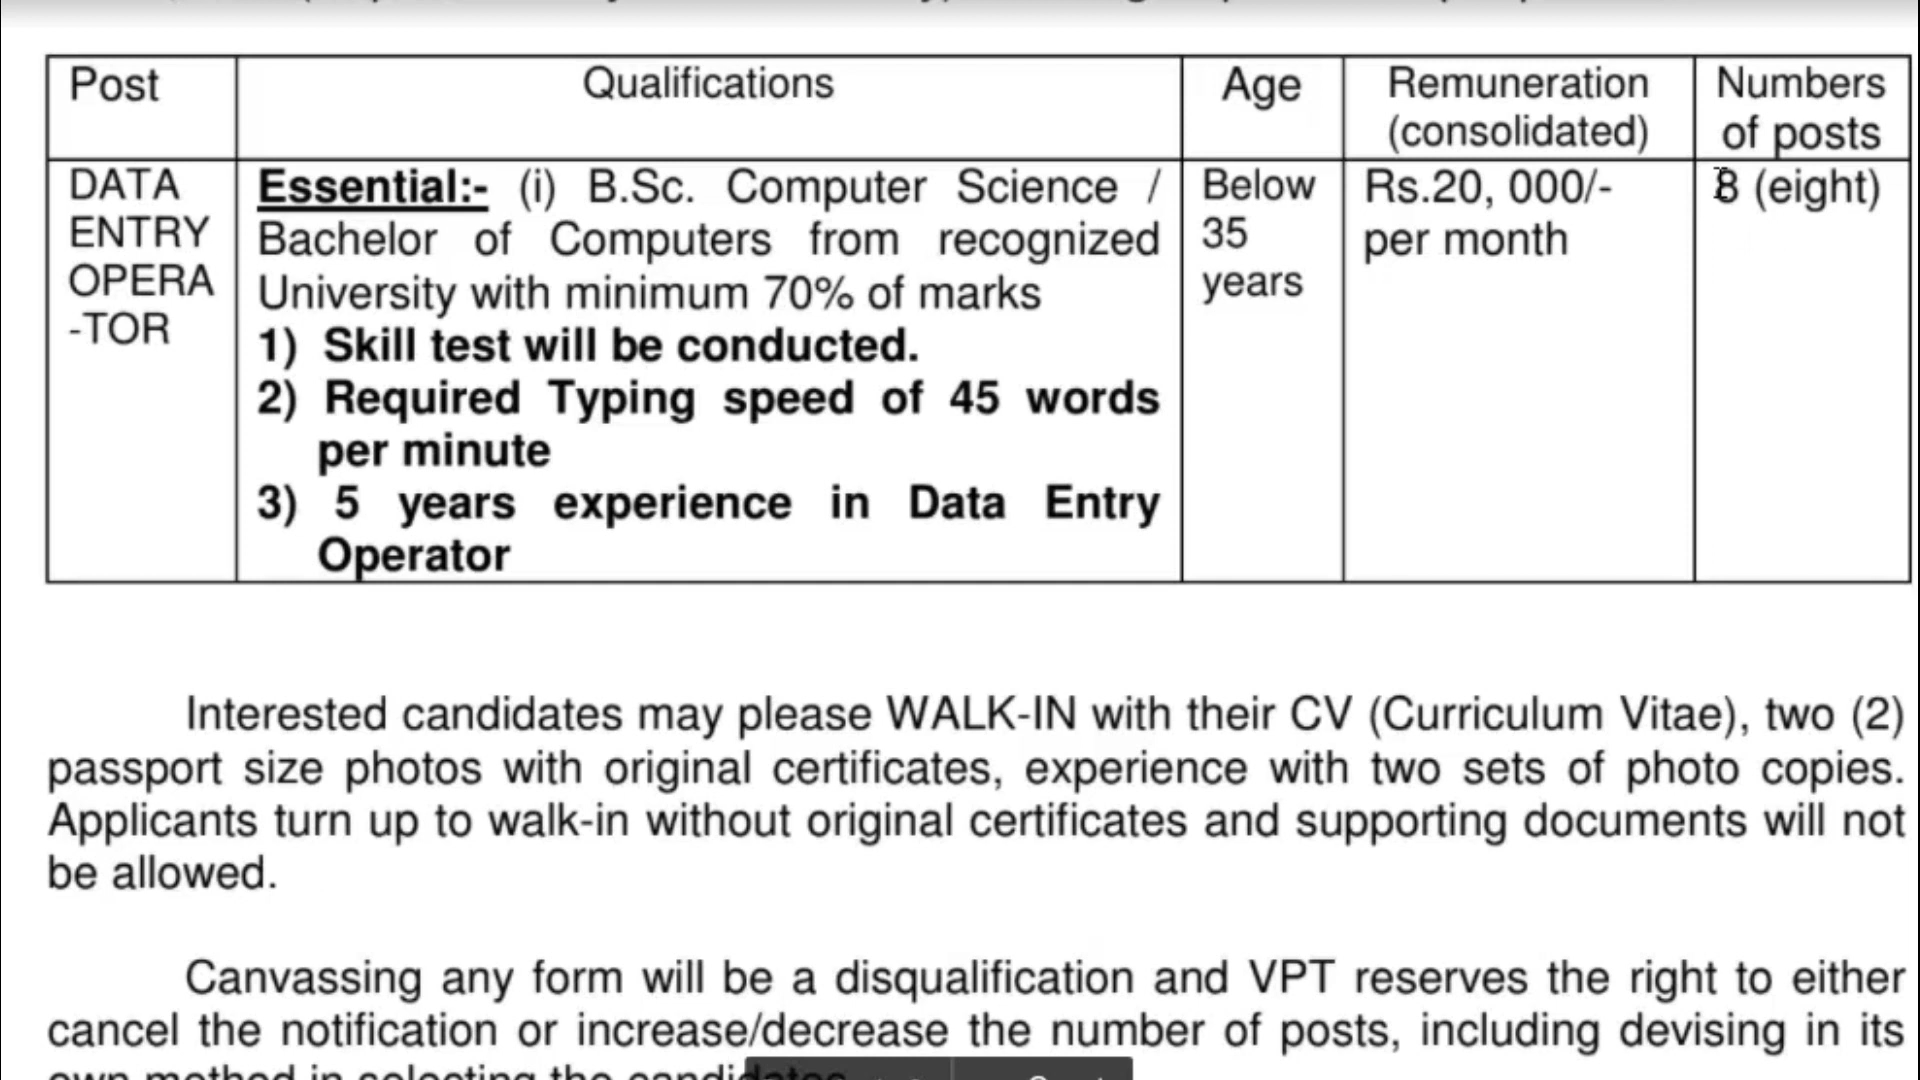 Post
Qualifications
Age
Remuneration
(consolidated)
Numbers
of posts
DATA
ENTRY
OPERA
-TOR
Essential:- (i) B.Sc. Computer Science /
Bachelor of Computers from recognized
University with minimum 70% of marks
1) Skill test will be conducted.
2) Required Typing speed of 45 words
per minute
3) 5 years experience in Data Entry
Operator
Below
35
years
Rs.20, 000/-
per month
8 (eight)
Interested candidates may please WALK-IN with their CV (Curriculum Vitae), two (2)
passport size photos with original certificates, experience with two sets of photo copies.
Applicants turn up to walk-in without original certificates and supporting documents will not
be allowed.
Canvassing any form will be a disqualification and VPT reserves the right to either
cancel the notification or increase/decrease the number of posts, including devising in its
own method in selecting the candidates.